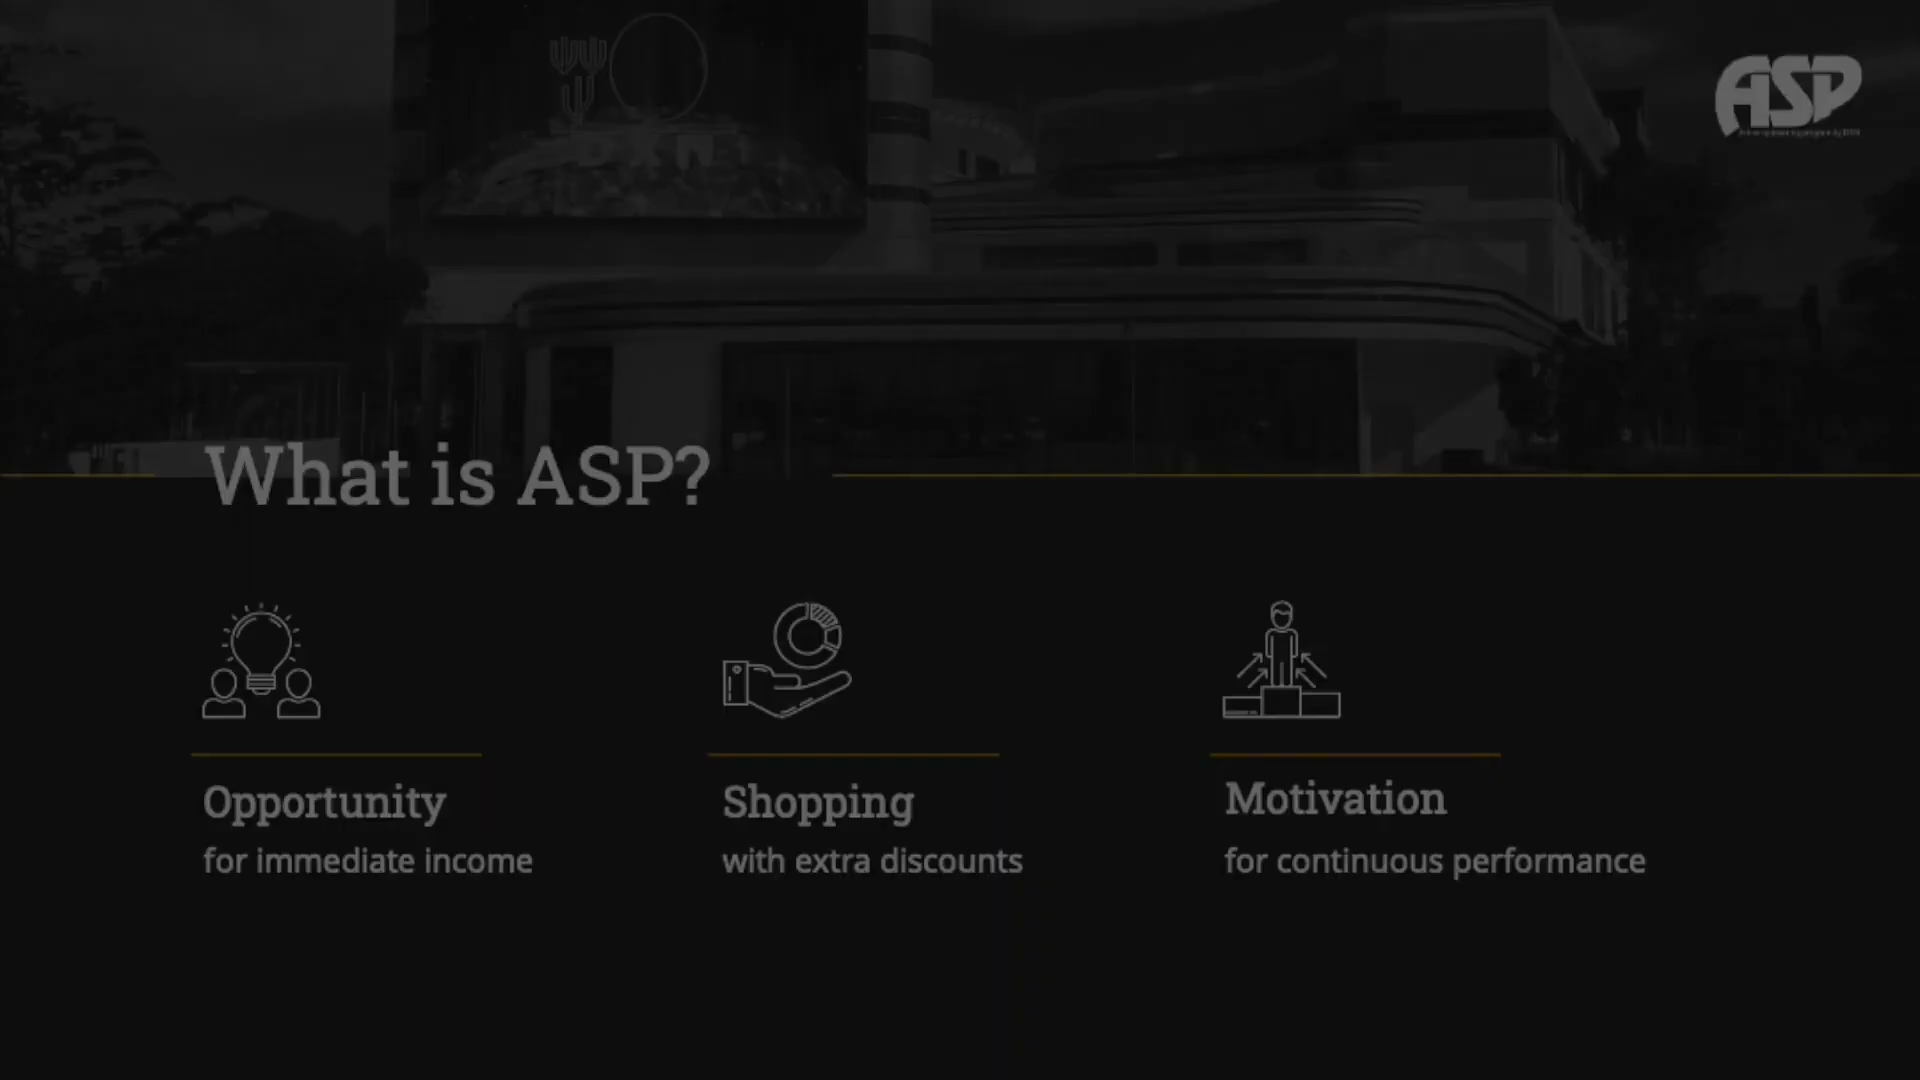 ASP
What is ASP?
Opportunity
for immediate income
Shopping
with extra discounts
Motivation
for continuous performance